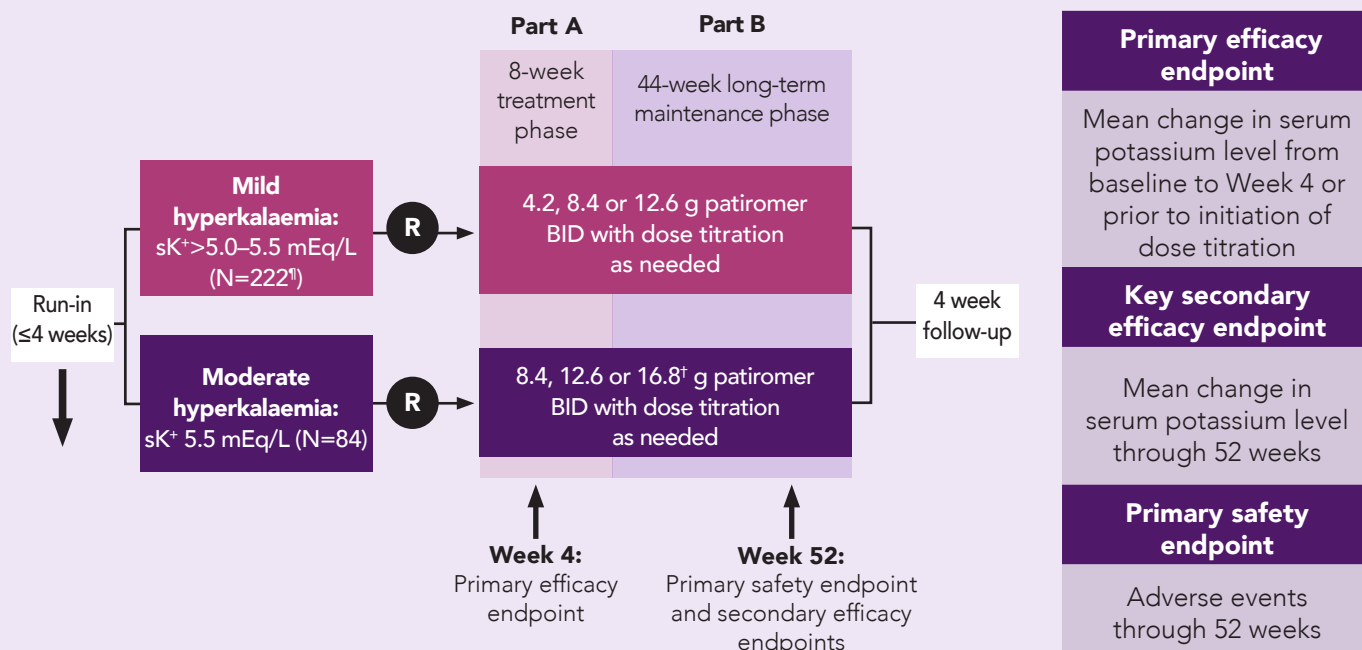 Part A
Part B
8-week
treatment
phase
44-week long-term
maintenance phase
Run-in
(≤4 weeks)
Mild
hyperkalaemia:
sK⁺>5.0–5.5 mEq/L
(N=222¶)
R
4.2, 8.4 or 12.6 g patiromer
BID with dose titration
as needed
Moderate
hyperkalaemia:
sK⁺ 5.5 mEq/L (N=84)
R
8.4, 12.6 or 16.8† g patiromer
BID with dose titration
as needed
4 week
follow-up
Week 4:
Primary efficacy
endpoint
Week 52:
Primary safety endpoint
and secondary efficacy
endpoints
Primary efficacy
endpoint
Mean change in serum
potassium level from
baseline to Week 4 or
prior to initiation of
dose titration
Key secondary
efficacy endpoint
Mean change in
serum potassium level
through 52 weeks
Primary safety
endpoint
Adverse events
through 52 weeks